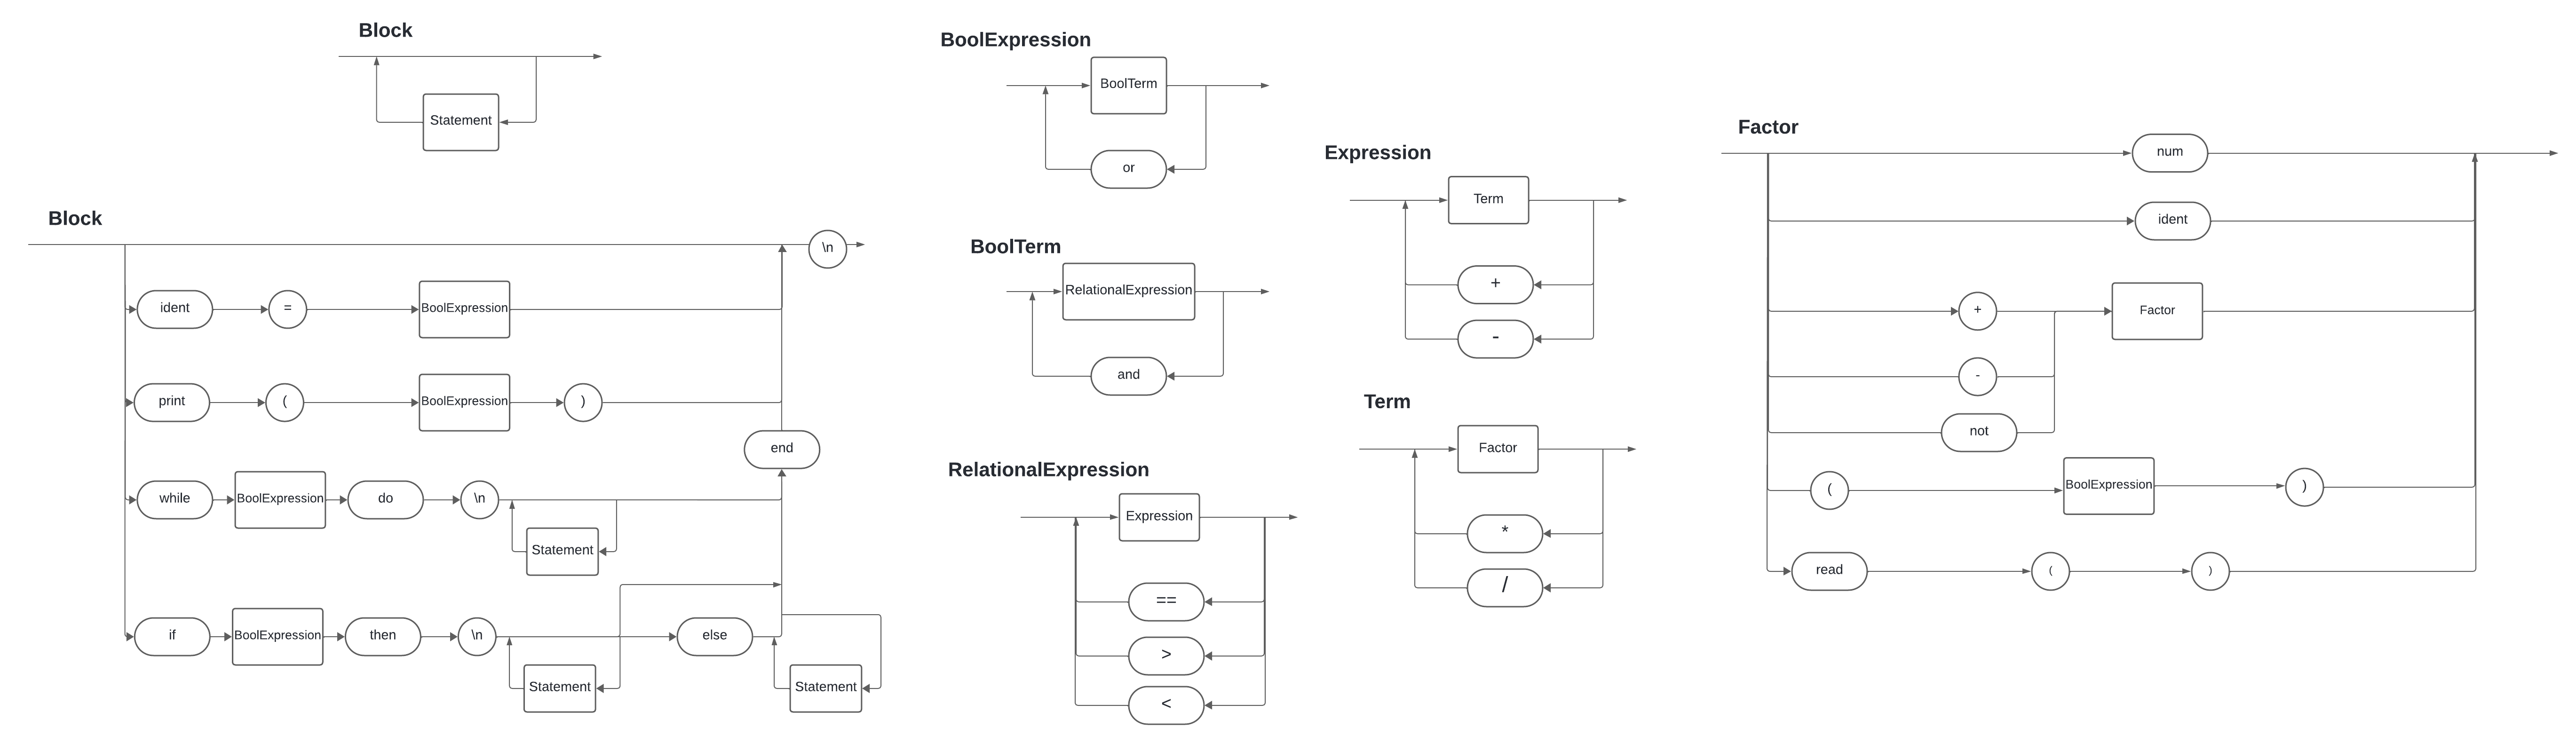 Block
Statement
Block
\n
ident
=
BoolExpression
print
(
BoolExpression
)
end
while
BoolExpression
do
\n
Statement
if
BoolExpression
then
\n
else
Statement
Statement
BoolExpression
BoolTerm
or
BoolTerm
RelationalExpression
and
RelationalExpression
Expression
==
>
<
Expression
Term
+
-
Term
Factor
*
/
Factor
num
ident
+
Factor
-
not
(
BoolExpression
)
read
(
)